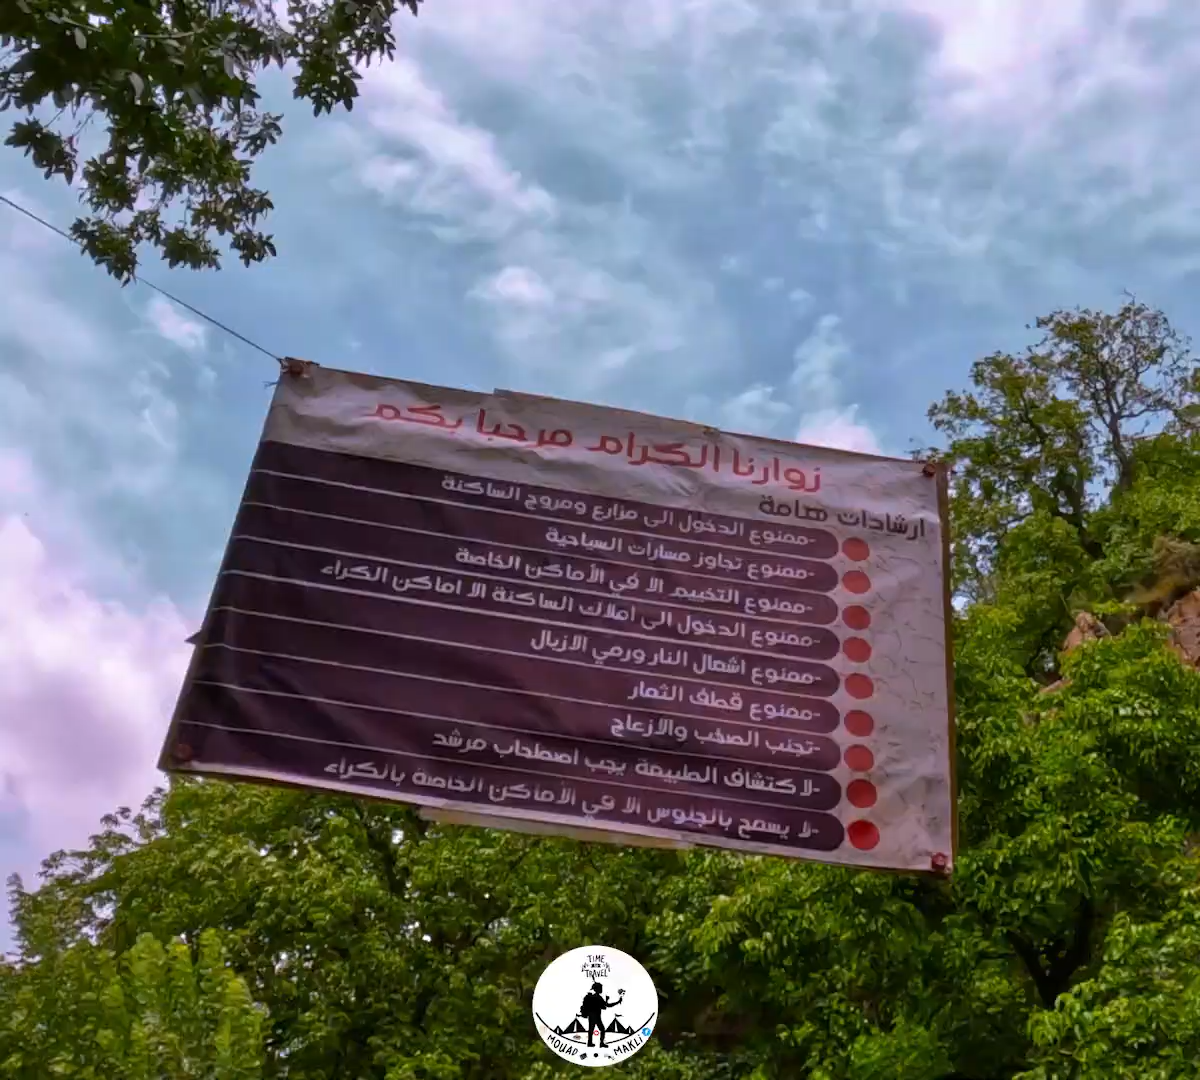 زوارنا الكرام مرحبا بكم
ارشادات هامة
-ممنوع الدخول الى مزارع ومروج الساكنة
-ممنوع تجاوز مسارات السياحية
-ممنوع التخييم الا في الأماكن الخاصة
-ممنوع الدخول الى املاك الساكنة الا اماكن الكراء
-ممنوع اشعال النار ورمي الازبال
-ممنوع قطف الثمار
-تجنب الصخب والازعاج
-لاكتشاف الطبيعة يجب اصطحاب مرشد
-لا يسمح بالجلوس الا في الأماكن الخاصة بالكراء
TIME
TRAVEL
MOUAD MAKLI